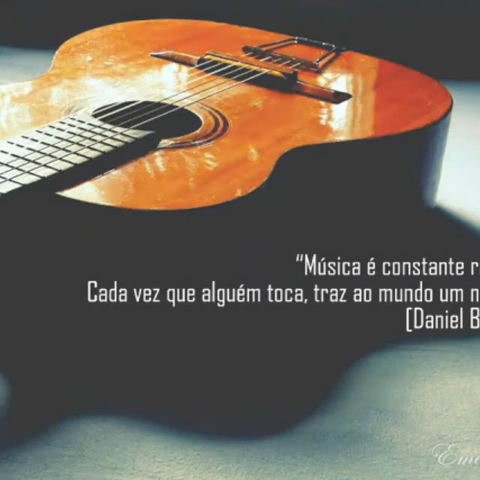 “Música é constante
Cada vez que alguém toca, traz ao mundo um
[Daniel